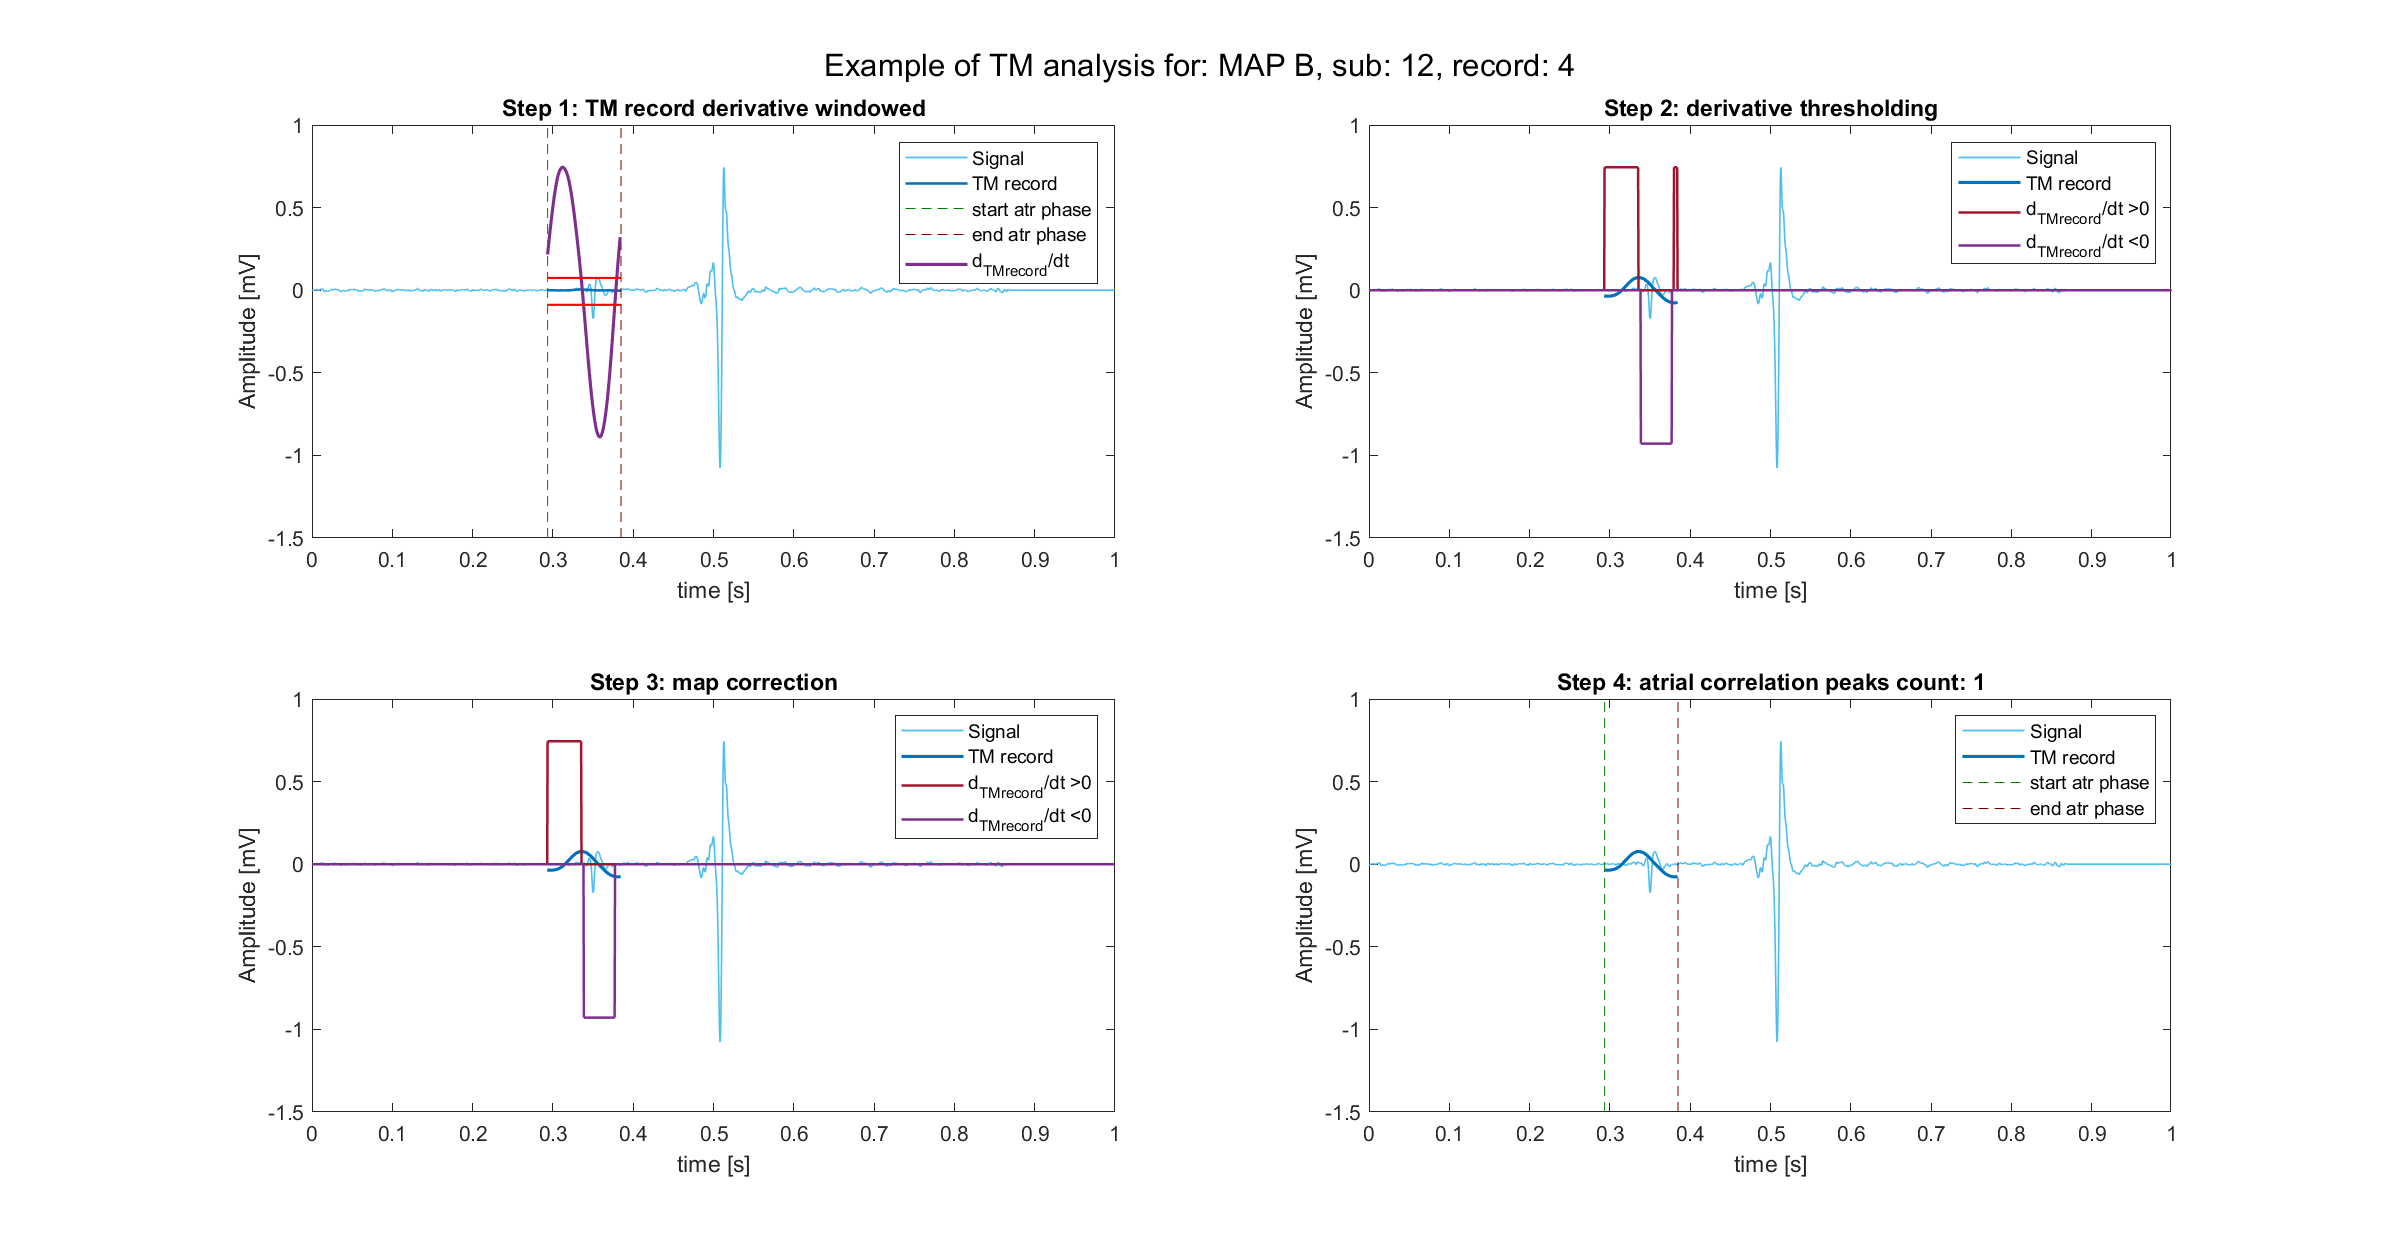 Example of TM analysis for: MAP B, sub: 12, record: 4
Step 1: TM record derivative windowed
1
0.5
0
-0.5
-1
-1.5
Amplitude [mV]
0 0.1 0.2 0.3 0.4 0.5 0.6 0.7 0.8 0.9 1
time [s]
Signal
TM record
start atr phase
end atr phase
dTMrecord/dt
Step 2: derivative thresholding
1
0.5
0
-0.5
-1
-1.5
Amplitude [mV]
0 0.1 0.2 0.3 0.4 0.5 0.6 0.7 0.8 0.9 1
time [s]
Signal
TM record
dTMrecord/dt >0
dTMrecord/dt <0
Step 3: map correction
1
0.5
0
-0.5
-1
-1.5
Amplitude [mV]
0 0.1 0.2 0.3 0.4 0.5 0.6 0.7 0.8 0.9 1
time [s]
Signal
TM record
dTMrecord/dt >0
dTMrecord/dt <0
Step 4: atrial correlation peaks count: 1
1
0.5
0
-0.5
-1
-1.5
Amplitude [mV]
0 0.1 0.2 0.3 0.4 0.5 0.6 0.7 0.8 0.9 1
time [s]
Signal
TM record
start atr phase
end atr phase